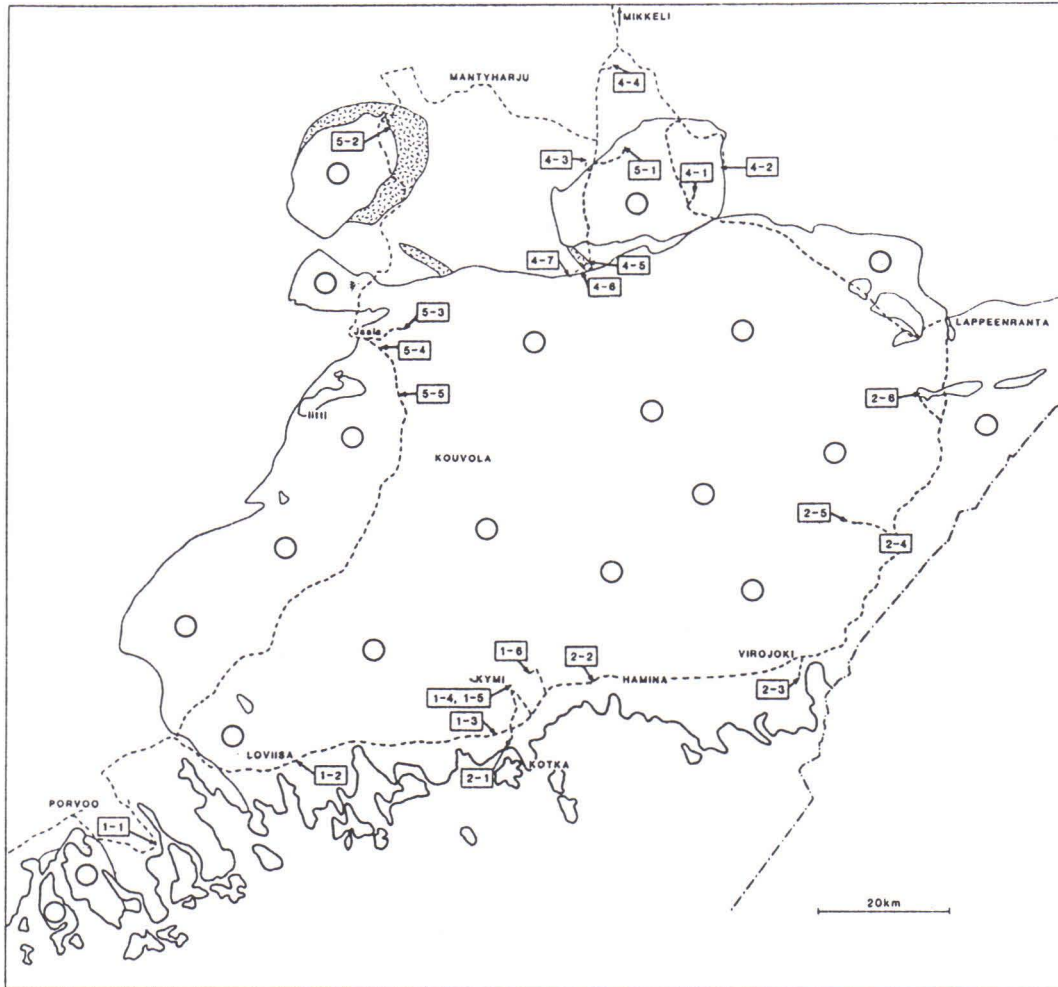 MIKKELI
MANTYHARJU
4-4
5-2
4-3
5-1
4-1
4-2
4-7
4-5
4-6
5-3
Jaala
LAPPEENRANTA
5-4
5-5
2-6
Iitti
KOUVOLA
2-5
2-4
1-6
2-2
VIROJOKI
KYMI
HAMINA
1-4, 1-5
2-3
1-3
LOVIISA
KOTKA
1-2
2-1
PORVOO
1-1
20km